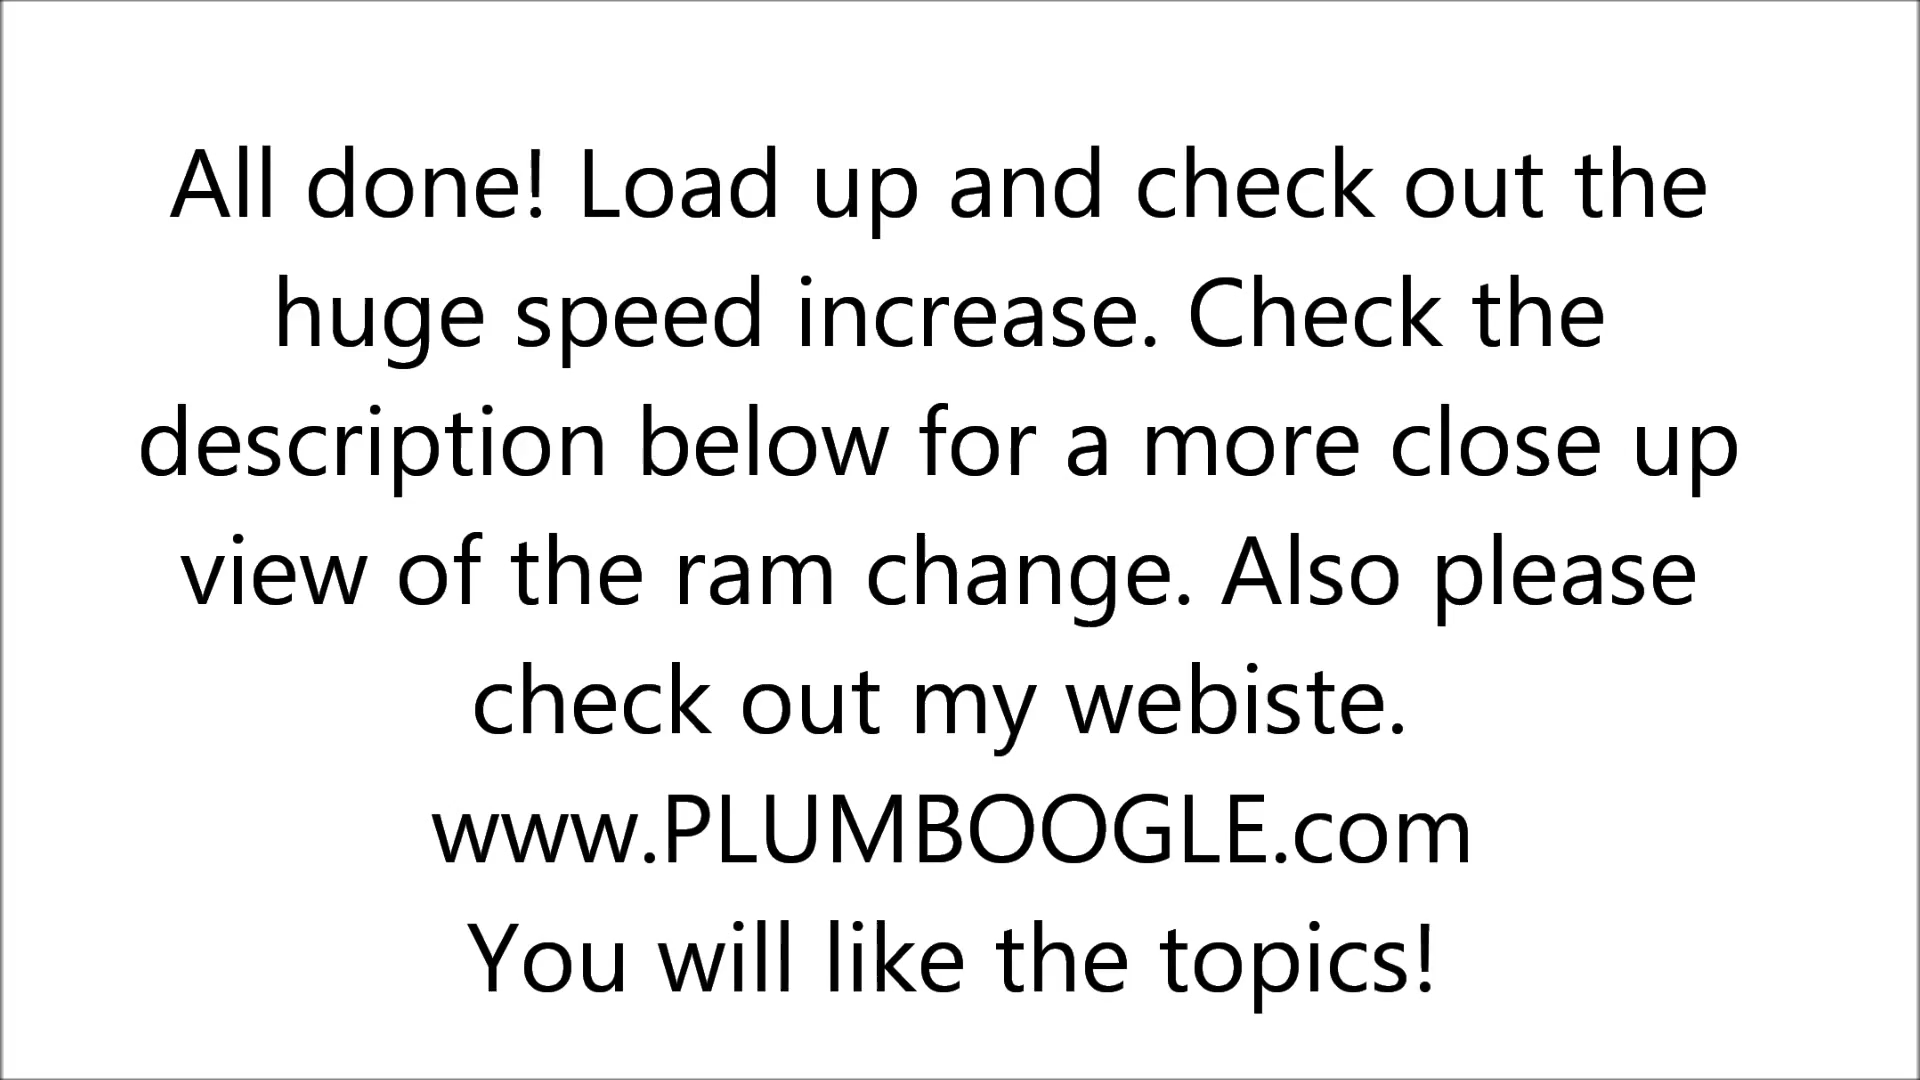 All done! Load up and check out the
huge speed increase. Check the
description below for a more close up
view of the ram change. Also please
check out my webiste.
www.PLUMBOOGLE.com
You will like the topics!